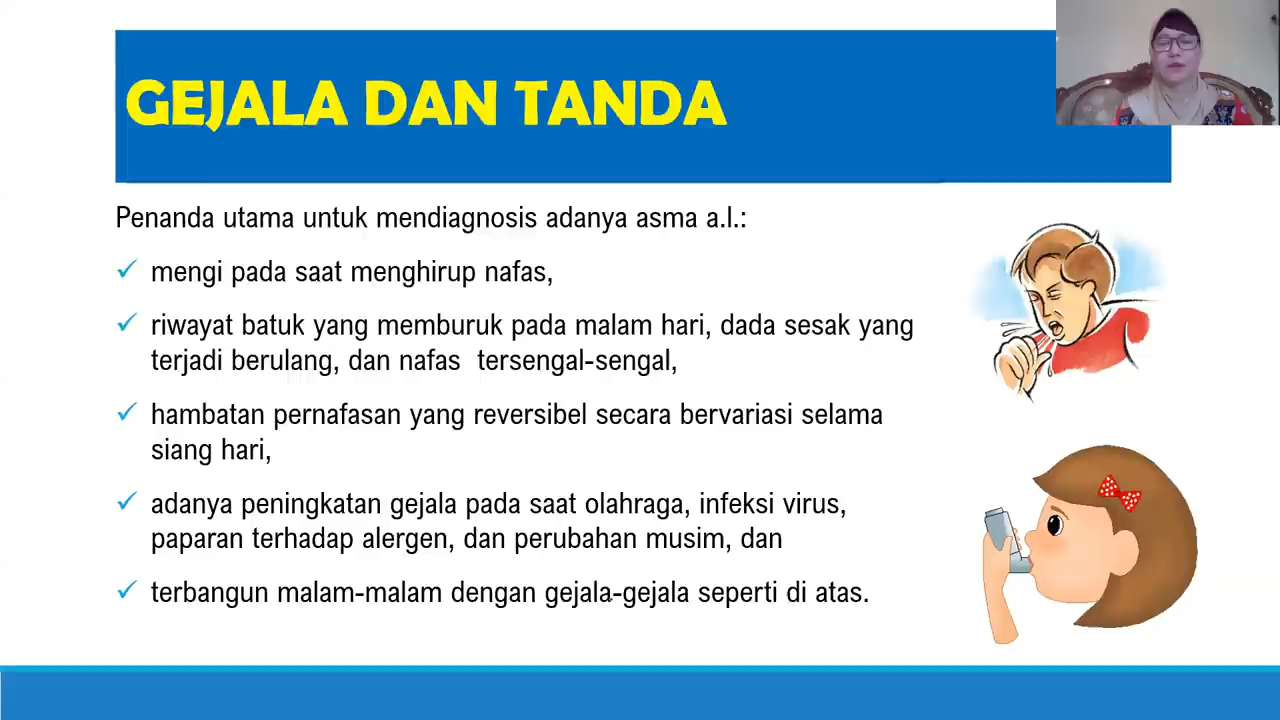 GEJALA DAN TANDA
Penanda utama untuk mendiagnosis adanya asma a.l.:
mengi pada saat menghirup nafas,
riwayat batuk yang memburuk pada malam hari, dada sesak yang
terjadi berulang, dan nafas tersengal-sengal,
hambatan pernafasan yang reversibel secara bervariasi selama
siang hari,
adanya peningkatan gejala pada saat olahraga, infeksi virus,
paparan terhadap alergen, dan perubahan musim, dan
terbangun malam-malam dengan gejala-gejala seperti di atas.